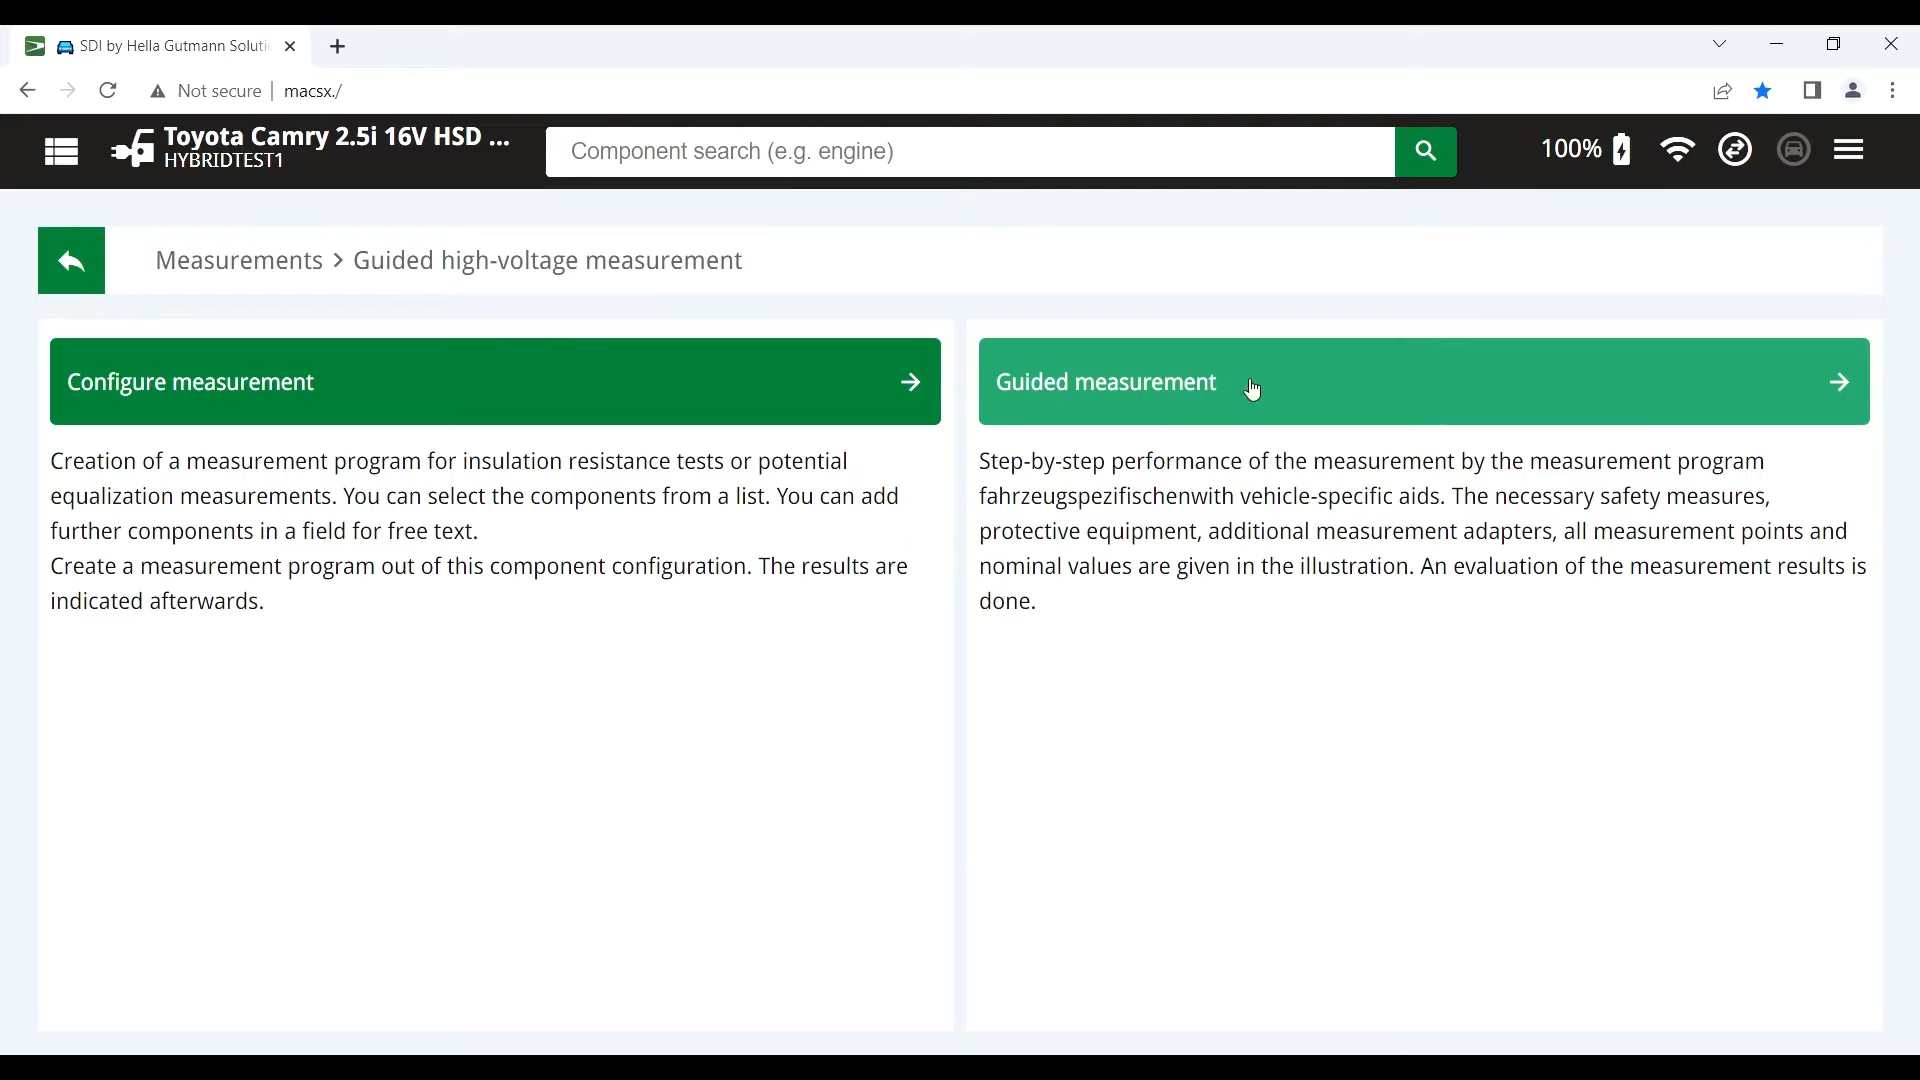 SDI by Hella Gutmann Soluti
Not secure | macsx./
Toyota Camry 2.5i 16V HSD ...
HYBRIDTEST1
Component search (e.g. engine)
100%
Measurements > Guided high-voltage measurement
Configure measurement
Creation of a measurement program for insulation resistance tests or potential
equalization measurements. You can select the components from a list. You can add
further components in a field for free text.
Create a measurement program out of this component configuration. The results are
indicated afterwards.
Guided measurement
Step-by-step performance of the measurement by the measurement program
fahrzeugspezifischenwith vehicle-specific aids. The necessary safety measures,
protective equipment, additional measurement adapters, all measurement points and
nominal values are given in the illustration. An evaluation of the measurement results is
done.